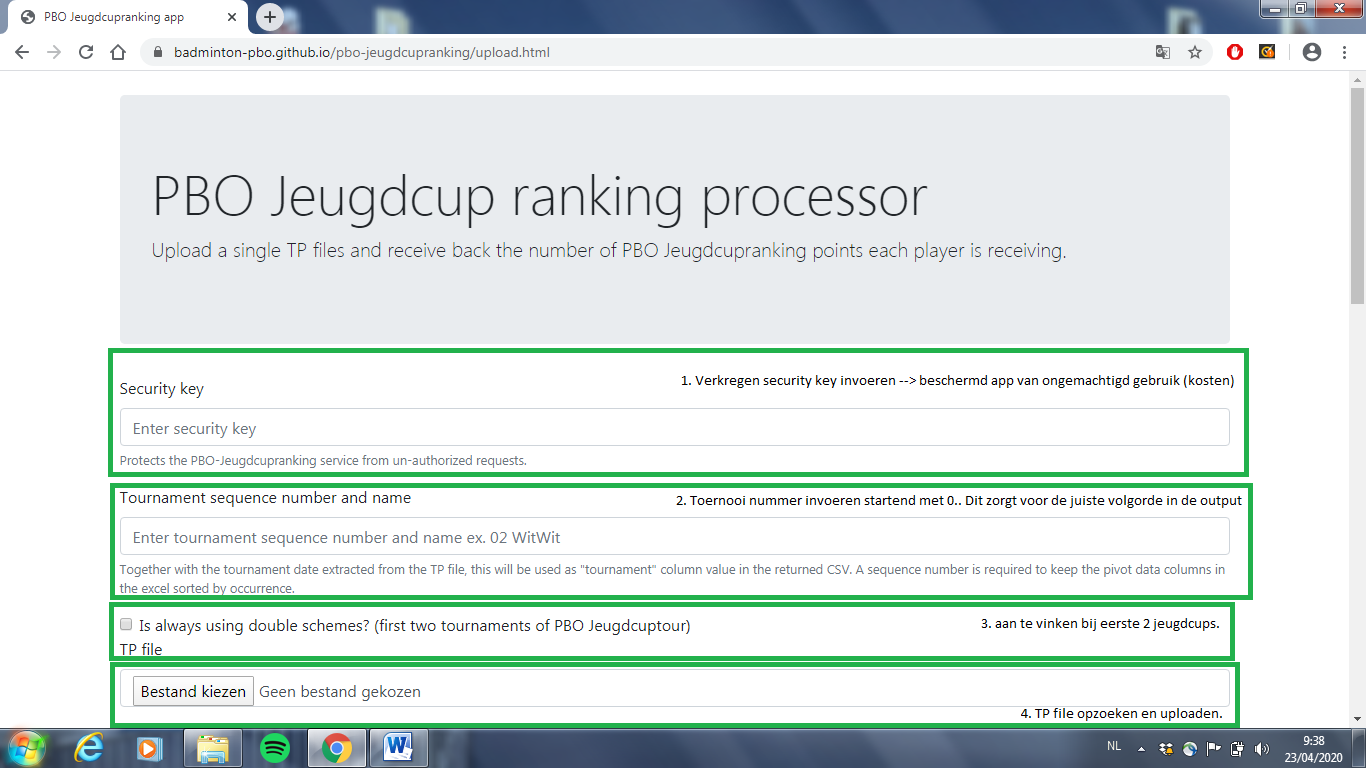 PBO Jeugdcupranking app
badminton-pbo.github.io/pbo-jeugdcupranking/upload.html
PBO Jeugdcup ranking processor
Upload a single TP files and receive back the number of PBO Jeugdcupranking points each player is receiving.
1. Verkregen security key invoeren --> beschermd app van ongemachtigd gebruik (kosten)
Security key
Enter security key
Protects the PBO-Jeugdcupranking service from un-authorized requests.
Tournament sequence number and name
2. Toernooi nummer invoeren startend met 0.. Dit zorgt voor de juiste volgorde in de output
Enter tournament sequence number and name ex. 02 WitWit
Together with the tournament date extracted from the TP file, this will be used as "tournament" column value in the returned CSV. A sequence number is required to keep the pivot data columns in
the excel sorted by occurrence.
Is always using double schemes? (first two tournaments of PBO Jeugdcuptour)
3. aan te vinken bij eerste 2 jeugdcups.
TP file
Bestand kiezen Geen bestand gekozen
4. TP file opzoeken en uploaden.
NL
9:38
23/04/2020